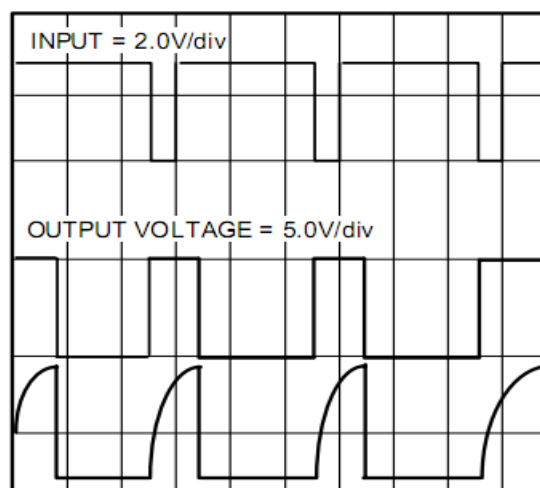 INPUT = 2.0V/div
OUTPUT VOLTAGE = 5.0V/div